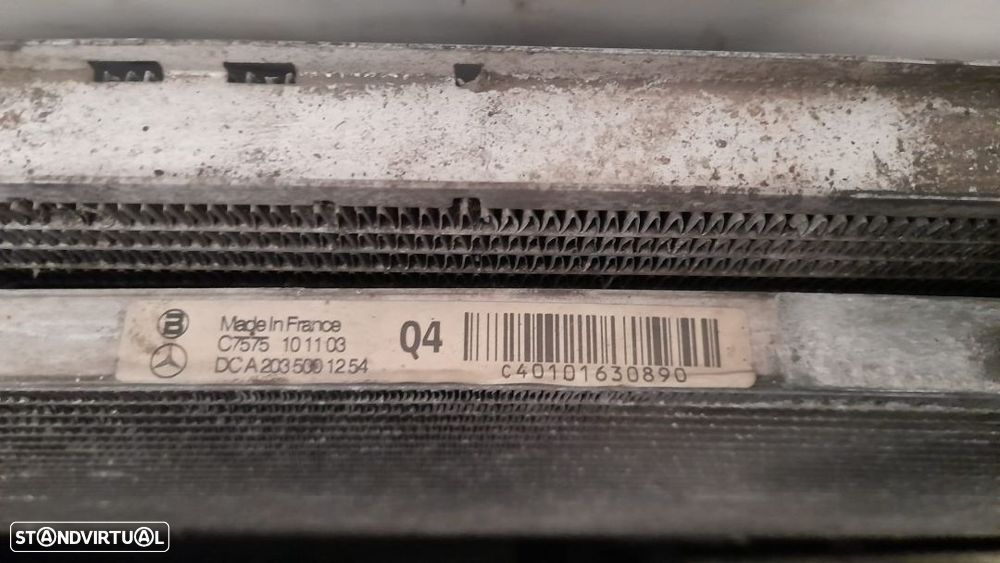 Made In France
C7575 10 11 03
DC A 203 500 12 54
Q4
C40101630890
STANDVIRTUAL